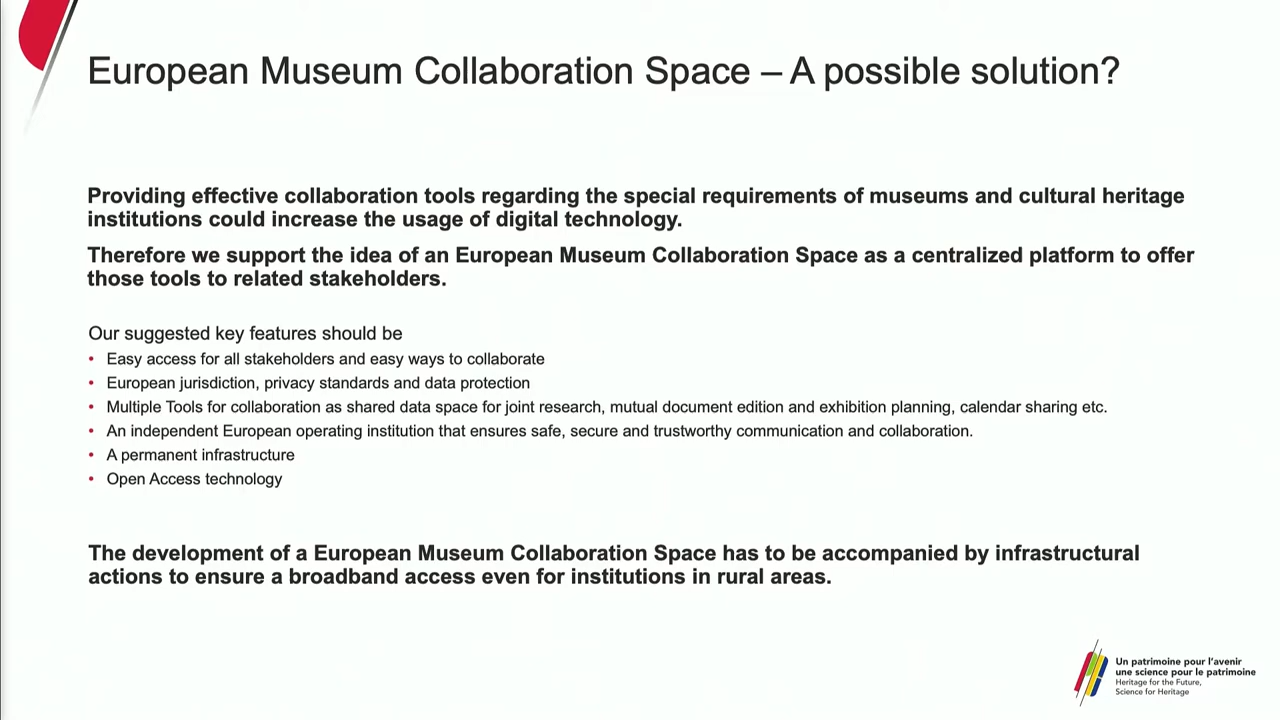 European Museum Collaboration Space – A possible solution?
Providing effective collaboration tools regarding the special requirements of museums and cultural heritage
institutions could increase the usage of digital technology.
Therefore we support the idea of an European Museum Collaboration Space as a centralized platform to offer
those tools to related stakeholders.
Our suggested key features should be
• Easy access for all stakeholders and easy ways to collaborate
• European jurisdiction, privacy standards and data protection
• Multiple Tools for collaboration as shared data space for joint research, mutual document edition and exhibition planning, calendar sharing etc.
• An independent European operating institution that ensures safe, secure and trustworthy communication and collaboration.
• A permanent infrastructure
• Open Access technology
The development of a European Museum Collaboration Space has to be accompanied by infrastructural
actions to ensure a broadband access even for institutions in rural areas.
Un patrimoine pour l'avenir
une science pour le patrimoine
Heritage for the Future,
Science for Heritage